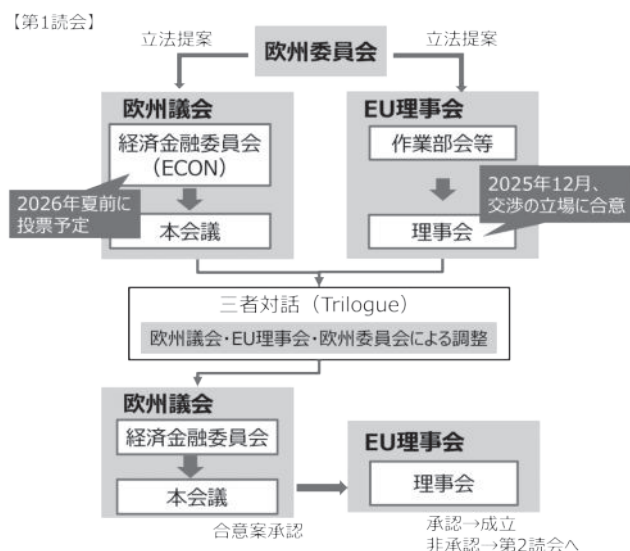 【第1読会】
立法提案
欧州委員会
立法提案
欧州議会
経済金融委員会
（ECON）
2026年夏前に
投票予定
本会議
EU理事会
作業部会等
2025年12月、
交渉の立場に合意
理事会
三者対話（Trilogue）
欧州議会・EU理事会・欧州委員会による調整
欧州議会
経済金融委員会
本会議
合意案承認
EU理事会
理事会
承認→成立
非承認→第2読会へ